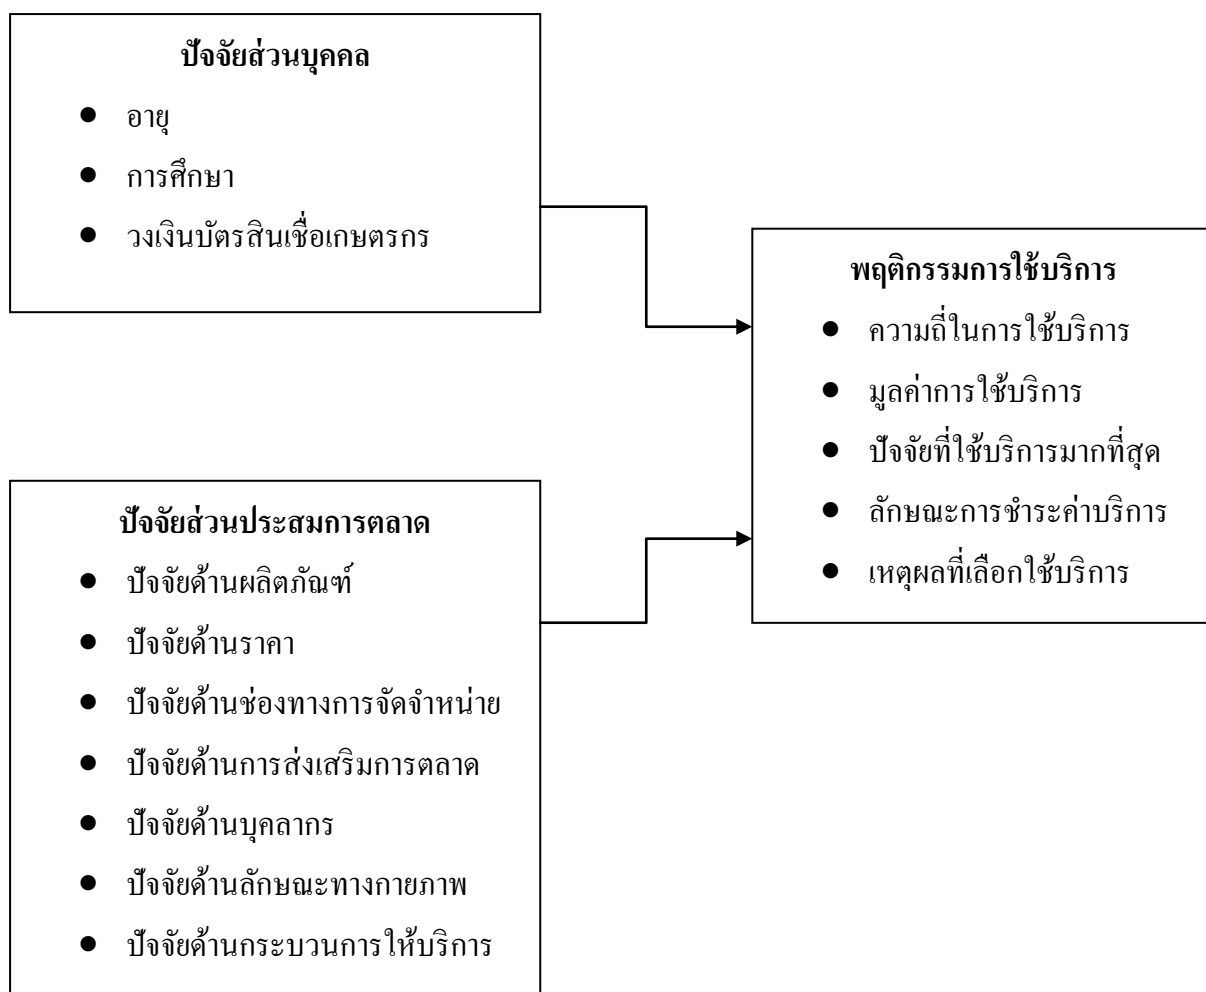 ปัจจัยส่วนบุคคล
● อายุ
● การศึกษา
● วงเงินบัตรสินเชื่อเกษตรกร
ปัจจัยส่วนประสมการตลาด
● ปัจจัยด้านผลิตภัณฑ์
● ปัจจัยด้านราคา
● ปัจจัยด้านช่องทางการจัดจำหน่าย
● ปัจจัยด้านการส่งเสริมการตลาด
● ปัจจัยด้านบุคลากร
● ปัจจัยด้านลักษณะทางกายภาพ
● ปัจจัยด้านกระบวนการให้บริการ
พฤติกรรมการใช้บริการ
● ความถี่ในการใช้บริการ
● มูลค่าการใช้บริการ
● ปัจจัยที่ใช้บริการมากที่สุด
● ลักษณะการชำระค่าบริการ
● เหตุผลที่เลือกใช้บริการ